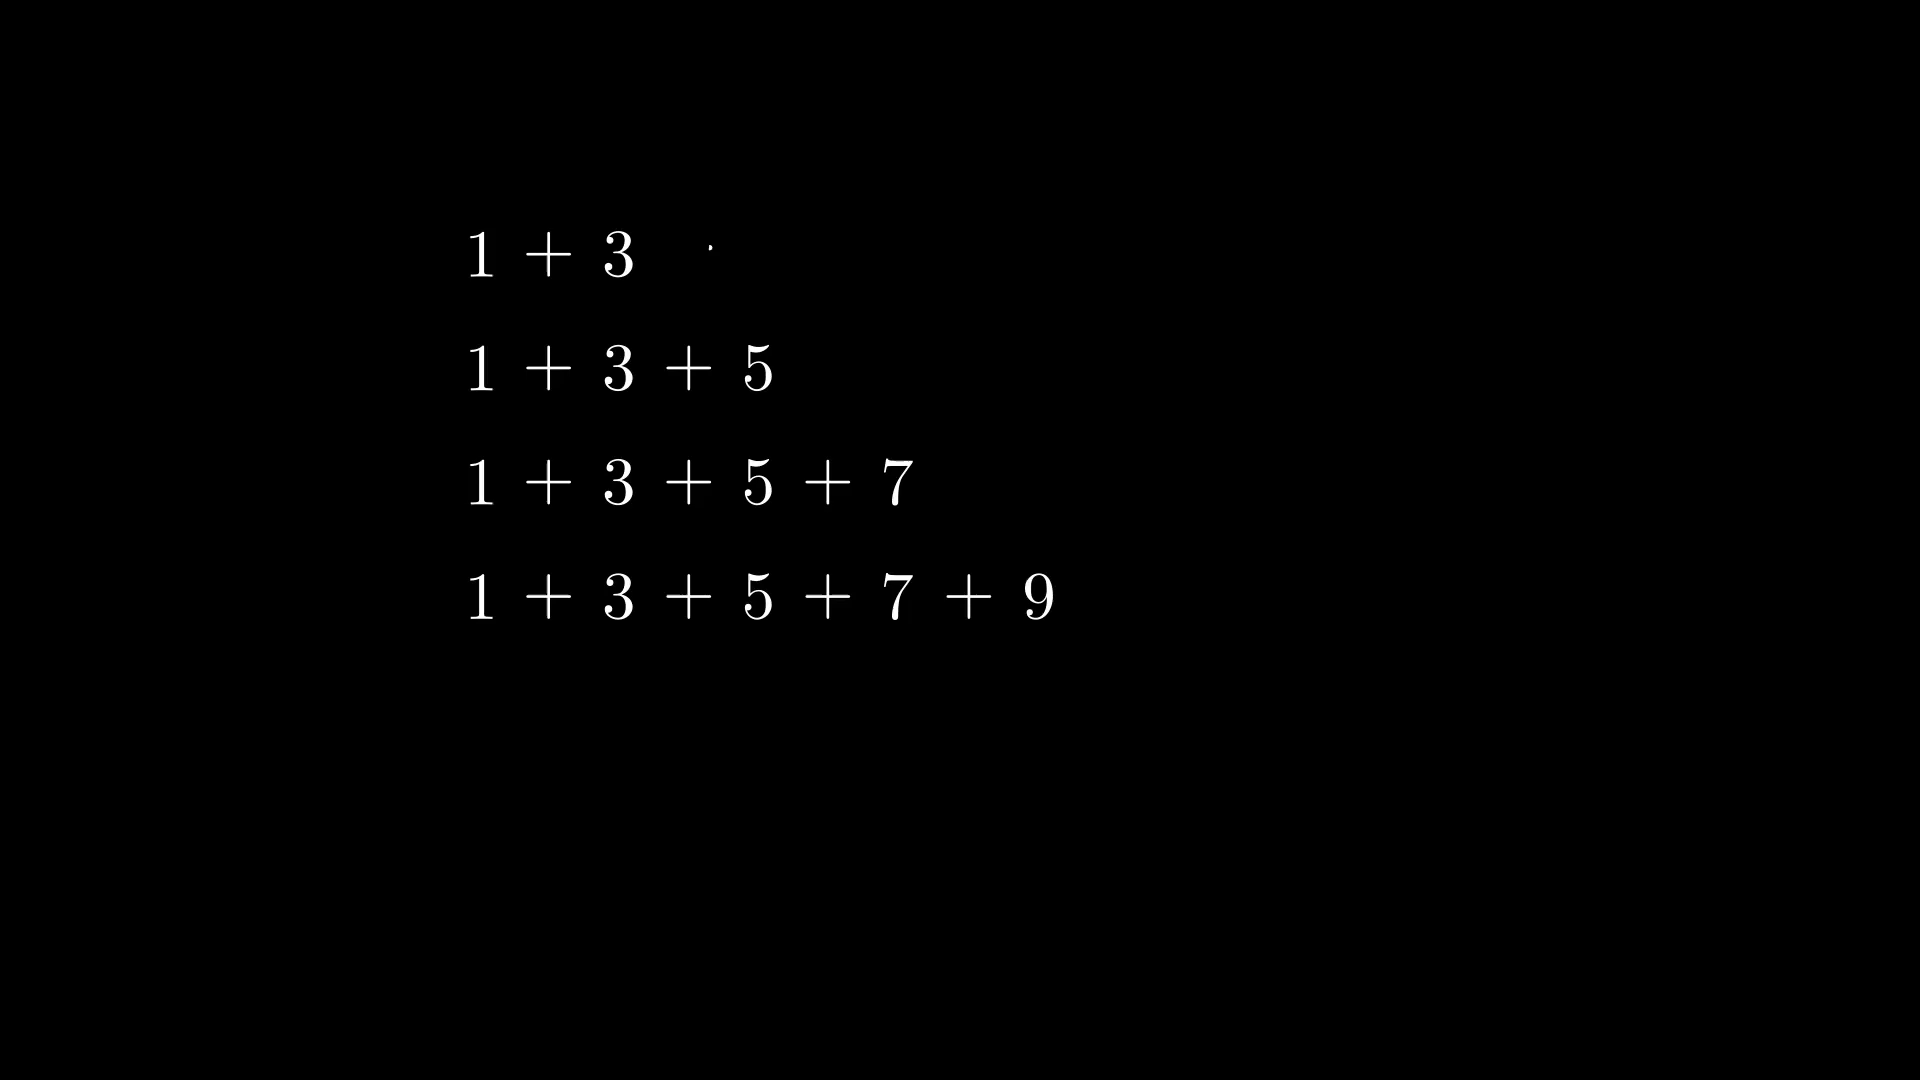 1 + 3
1 + 3 + 5
1 + 3 + 5 + 7
1 + 3 + 5 + 7 + 9